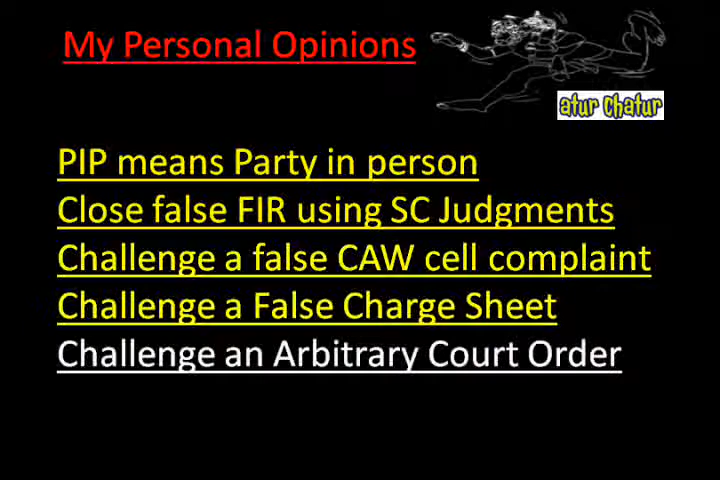 My Personal Opinions
atur chatur
PIP means Party in person
Close false FIR using SC Judgments
Challenge a false CAW cell complaint
Challenge a False Charge Sheet
Challenge an Arbitrary Court Order